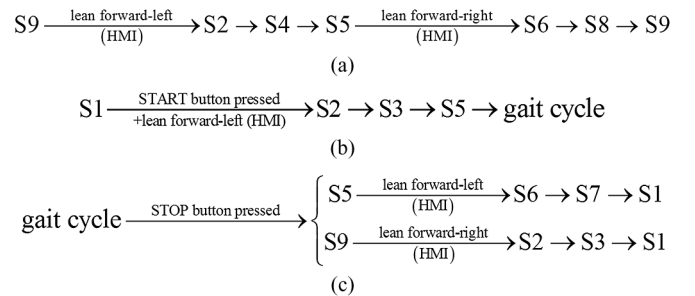 S9 lean forward-left (HMI) → S2 → S4 → S5 lean forward-right (HMI) → S6 → S8 → S9
(a)
S1 START button pressed +lean forward-left (HMI) → S2 → S3 → S5 → gait cycle
(b)
gait cycle STOP button pressed →
S5 lean forward-left (HMI) → S6 → S7 → S1
S9 lean forward-right (HMI) → S2 → S3 → S1
(c)